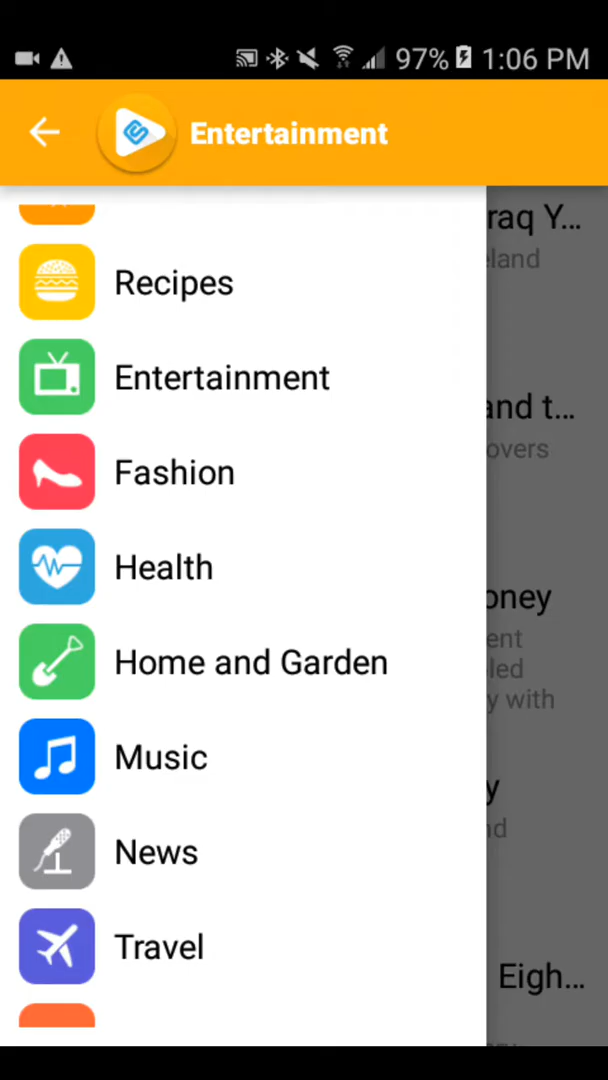 97% 1:06 PM
Entertainment
Recipes
Entertainment
Fashion
Health
Home and Garden
Music
News
Travel
raq Y...
eland
and t...
overs
oney
ent
led
y with
y
nd
Eigh...